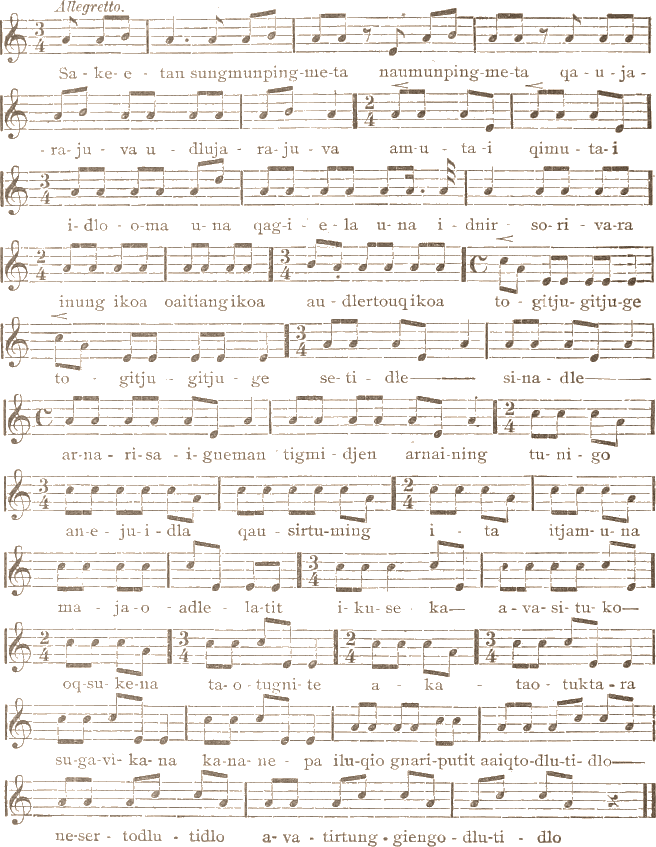 Allegretto.
Sa - ke - e - tan sungmunping-me-ta naumunping-me-ta qa - u - ja -
- ra - ju - va u - dluja - ra - ju - va am - u - ta - i qimu - ta - i
i - dlo - o - ma u - na qag - i - e - la u - na i - dnir - so - ri - va - ra
inung ikoa oaitiang ikoa au - dlertouq ikoa to - gitju - gitju - ge
to - gitju - gitju - ge se - ti - dle— si - na - dle—
ar - na - ri - sa - i - gneman tigmi - djen arnai - ning tu - ni - go
an - e - ju - i - dla qau - sirtu - ming i - ta itjam - u - na
ma - ja - o - adle - la - tit i - ku - se ka— a - va - si - tu - ko—
oq - su - ke - na ta - o - tugni - te a - ka - tao - tukta - ra
su - ga - vi - ka - na ka - na - ne - pa ilu - qio gnari - putit aaiqto - dlu - ti - dlo—
ne - ser - todlu - tidlo a - va - tirtung - giengo - dlu - ti - dlo